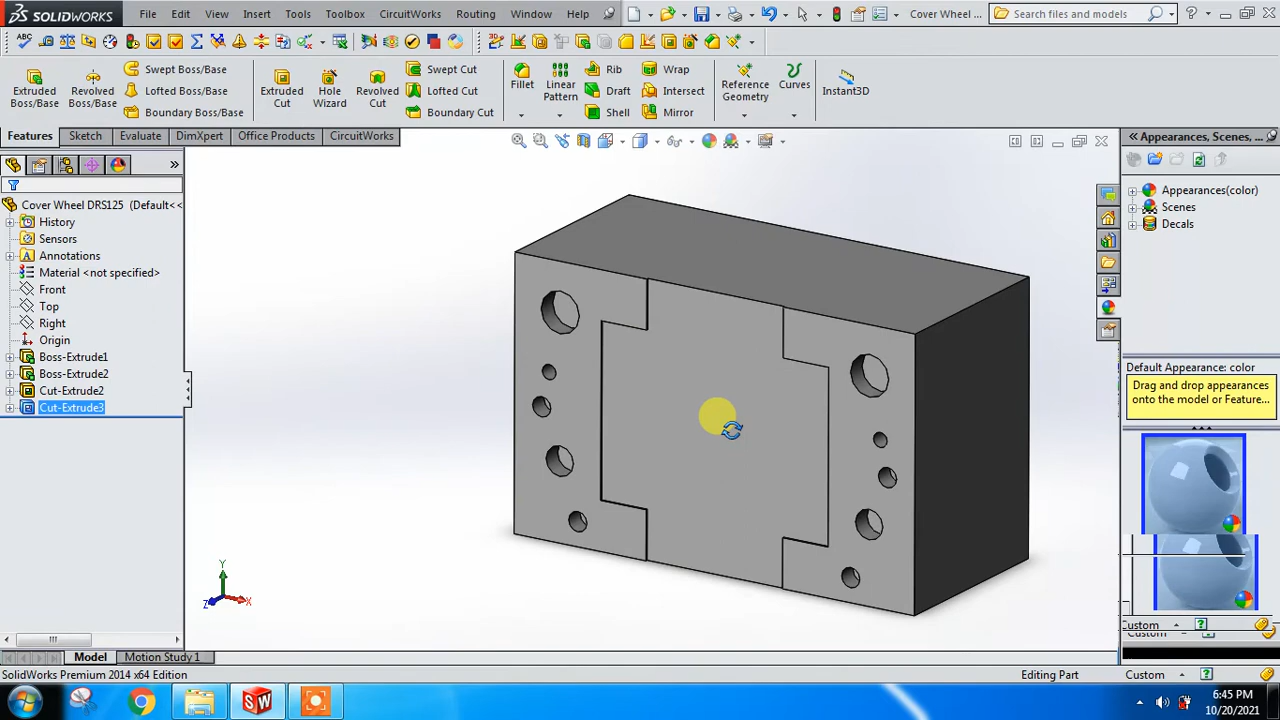 SOLIDWORKS File Edit View Insert Tools Toolbox CircuitWorks Routing Window Help Cover Wheel ... Search files and models
Extruded Boss/Base
Revolved Boss/Base
Swept Boss/Base
Lofted Boss/Base
Boundary Boss/Base
Extruded Cut
Hole Wizard
Revolved Cut
Swept Cut
Lofted Cut
Boundary Cut
Fillet
Linear Pattern
Rib
Draft
Shell
Wrap
Intersect
Mirror
Reference Geometry
Curves
Instant3D
Features Sketch Evaluate DimXpert Office Products CircuitWorks
Cover Wheel DRS125 (Default<<
History
Sensors
Annotations
Material <not specified>
Front
Top
Right
Origin
Boss-Extrude1
Boss-Extrude2
Cut-Extrude2
Cut-Extrude3
Y
Z
X
Appearances, Scenes, ...
Appearances(color)
Scenes
Decals
Default Appearance: color
Drag and drop appearances
onto the model or Feature...
Custom
Model Motion Study 1
SolidWorks Premium 2014 x64 Edition
Editing Part
Custom
6:45 PM
10/20/2021